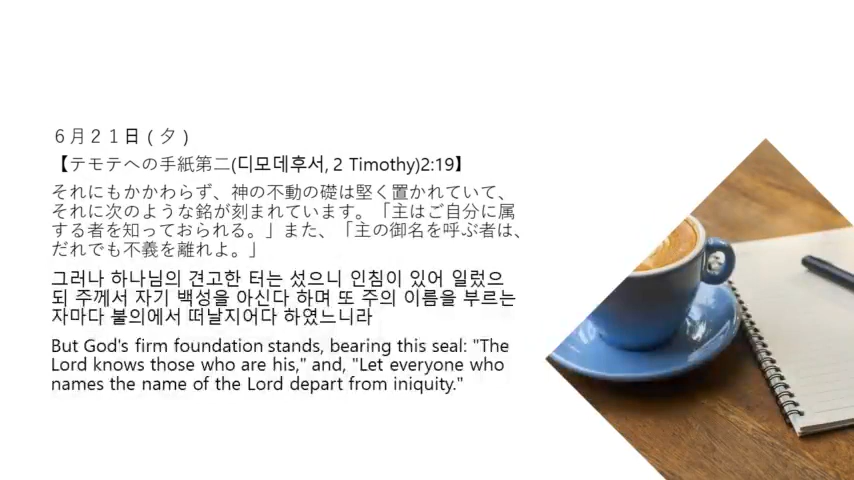 ６月２１日（夕）
【テモテへの手紙第二(디모데후서, 2 Timothy)2:19】
それにもかかわらず、神の不動の礎は堅く置かれていて、
それに次のような銘が刻まれています。「主はご自分に属
する者を知っておられる。」また、「主の御名を呼ぶ者は、
だれでも不義を離れよ。」
그러나 하나님의 견고한 터는 섰으니 인침이 있어 일렀으
되 주께서 자기 백성을 아신다 하며 또 주의 이름을 부르는
자마다 불의에서 떠날지어다 하였느니라
But God's firm foundation stands, bearing this seal: "The
Lord knows those who are his," and, "Let everyone who
names the name of the Lord depart from iniquity."